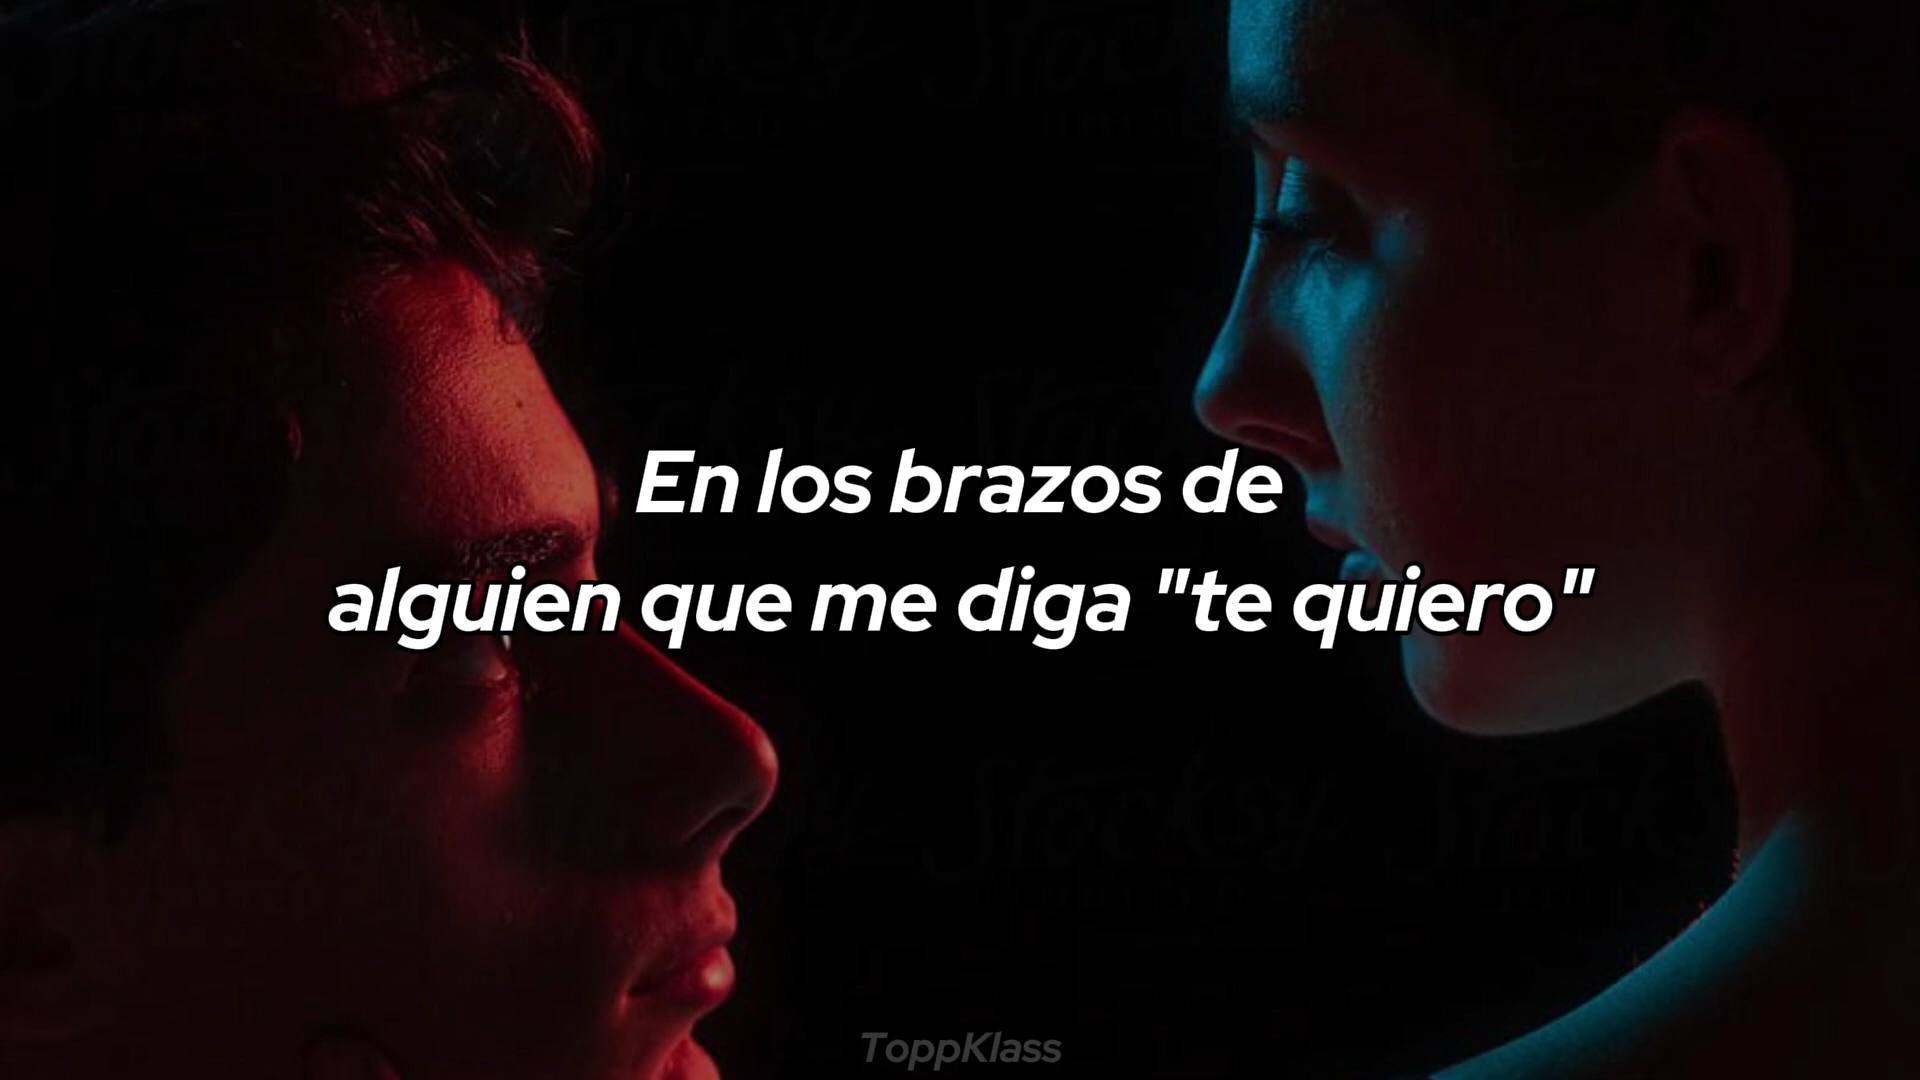 En los brazos de
alguien que me diga "te quiero"
ToppKlass